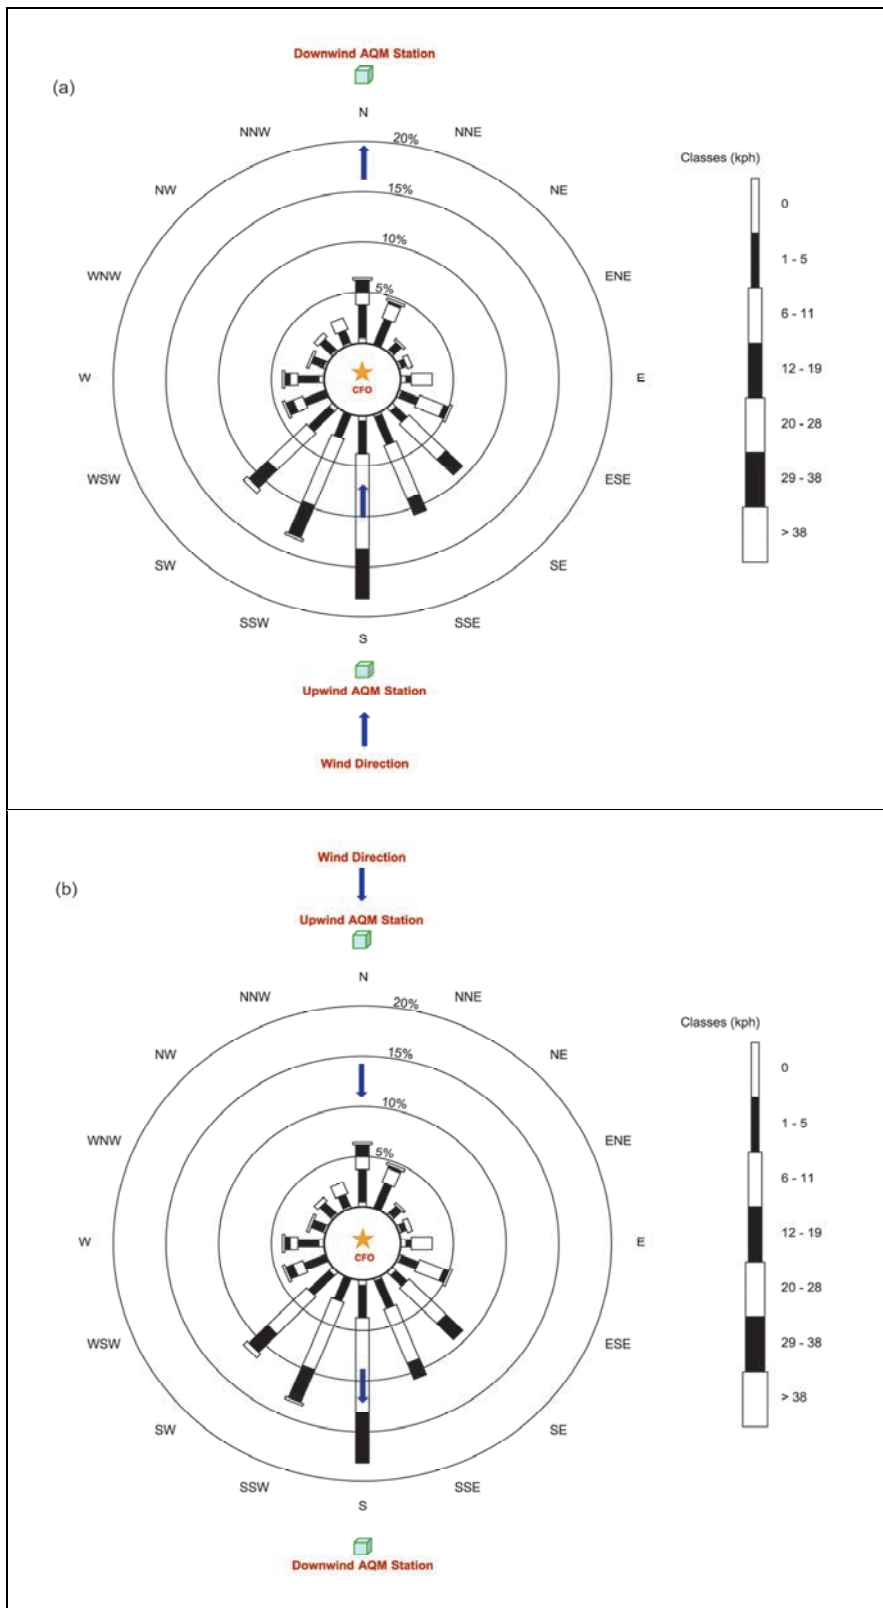 Downwind AQM Station
(a)
N
NNW
NNE
20%
NW
NE
15%
10%
WNW
ENE
5%
W
CFO
E
WSW
ESE
SW
SE
SSW
SSE
S
Upwind AQM Station
Wind Direction
Classes (kph)
0
1 - 5
6 - 11
12 - 19
20 - 28
29 - 38
> 38
Wind Direction
(b)
Upwind AQM Station
N
NNW
NNE
20%
NW
NE
15%
10%
WNW
ENE
5%
W
CFO
E
WSW
ESE
SW
SE
SSW
SSE
S
Downwind AQM Station
Classes (kph)
0
1 - 5
6 - 11
12 - 19
20 - 28
29 - 38
> 38